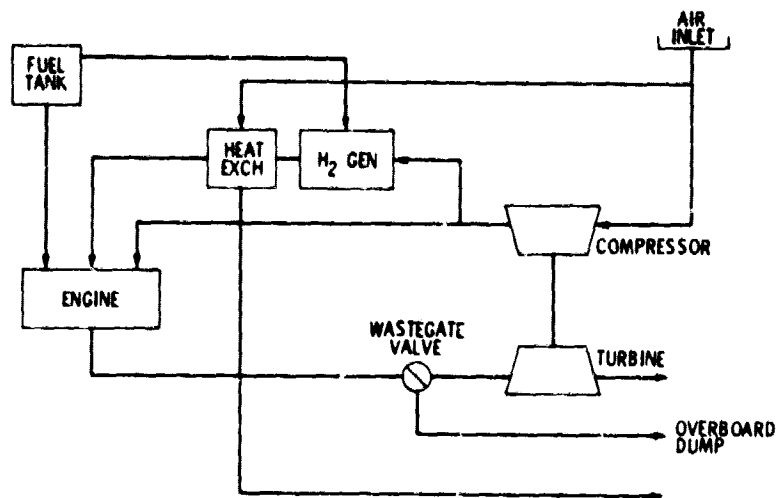 AIR
INLET
FUEL
TANK
HEAT
EXCH
H2 GEN
COMPRESSOR
ENGINE
WASTEGATE
VALVE
TURBINE
OVERBOARD
DUMP